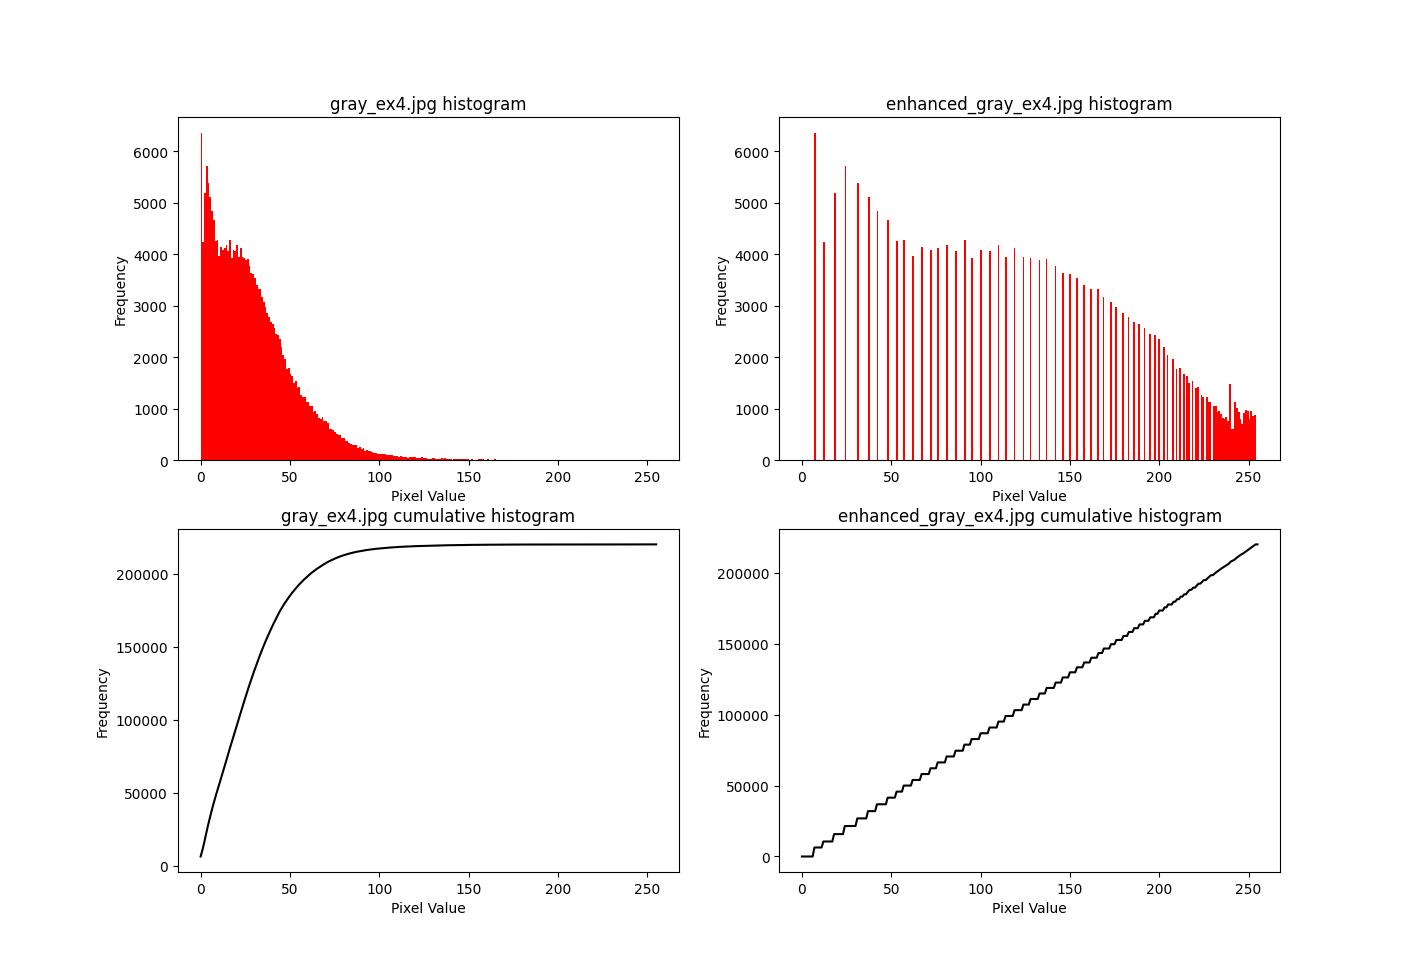 gray_ex4.jpg histogram
6000
5000
4000
3000
2000
1000
0
Frequency
0 50 100 150 200 250
Pixel Value
enhanced_gray_ex4.jpg histogram
6000
5000
4000
3000
2000
1000
0
Frequency
0 50 100 150 200 250
Pixel Value
gray_ex4.jpg cumulative histogram
200000
150000
100000
50000
0
Frequency
0 50 100 150 200 250
Pixel Value
enhanced_gray_ex4.jpg cumulative histogram
200000
150000
100000
50000
0
Frequency
0 50 100 150 200 250
Pixel Value